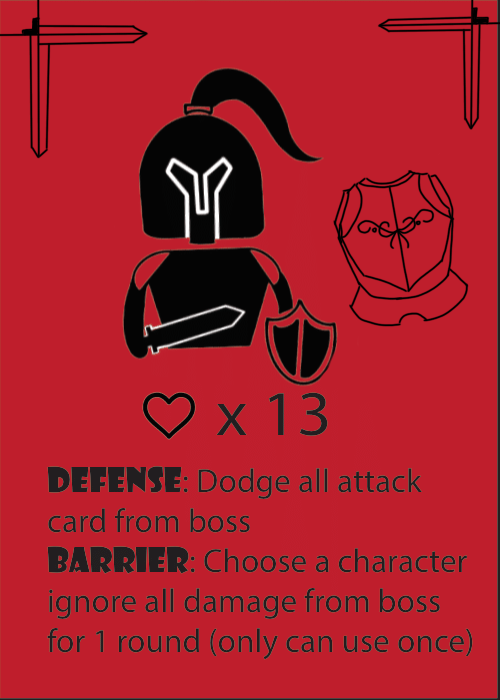 x 13
DEFENSE: Dodge all attack
card from boss
BARRIER: Choose a character
ignore all damage from boss
for 1 round (only can use once)